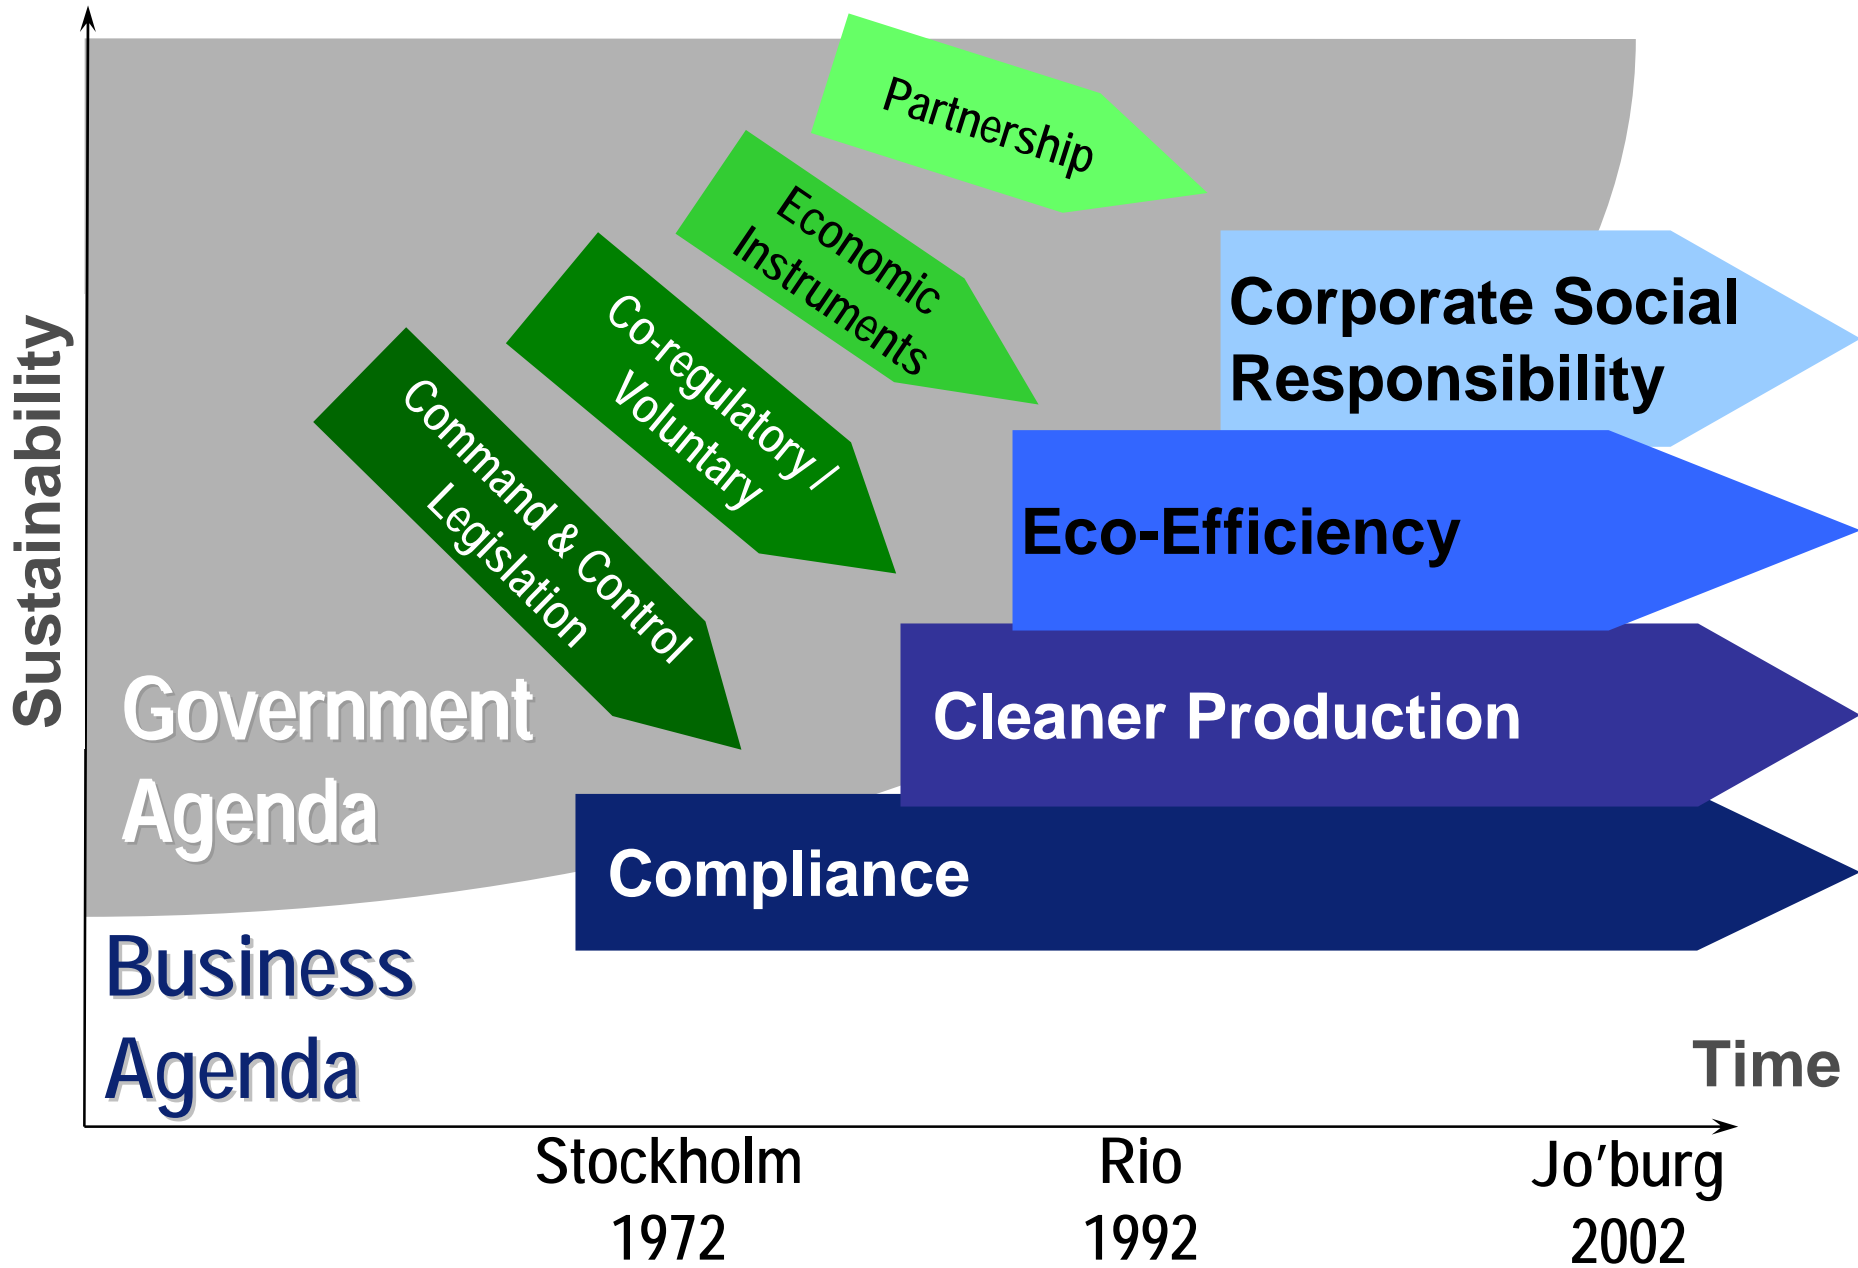 Sustainability
Partnership
Economic
Instruments
Co-regulatory /
Voluntary
Command & Control
Legislation
Corporate Social
Responsibility
Eco-Efficiency
Cleaner Production
Compliance
Government
Agenda
Business
Agenda
Time
Stockholm
1972
Rio
1992
Jo’burg
2002